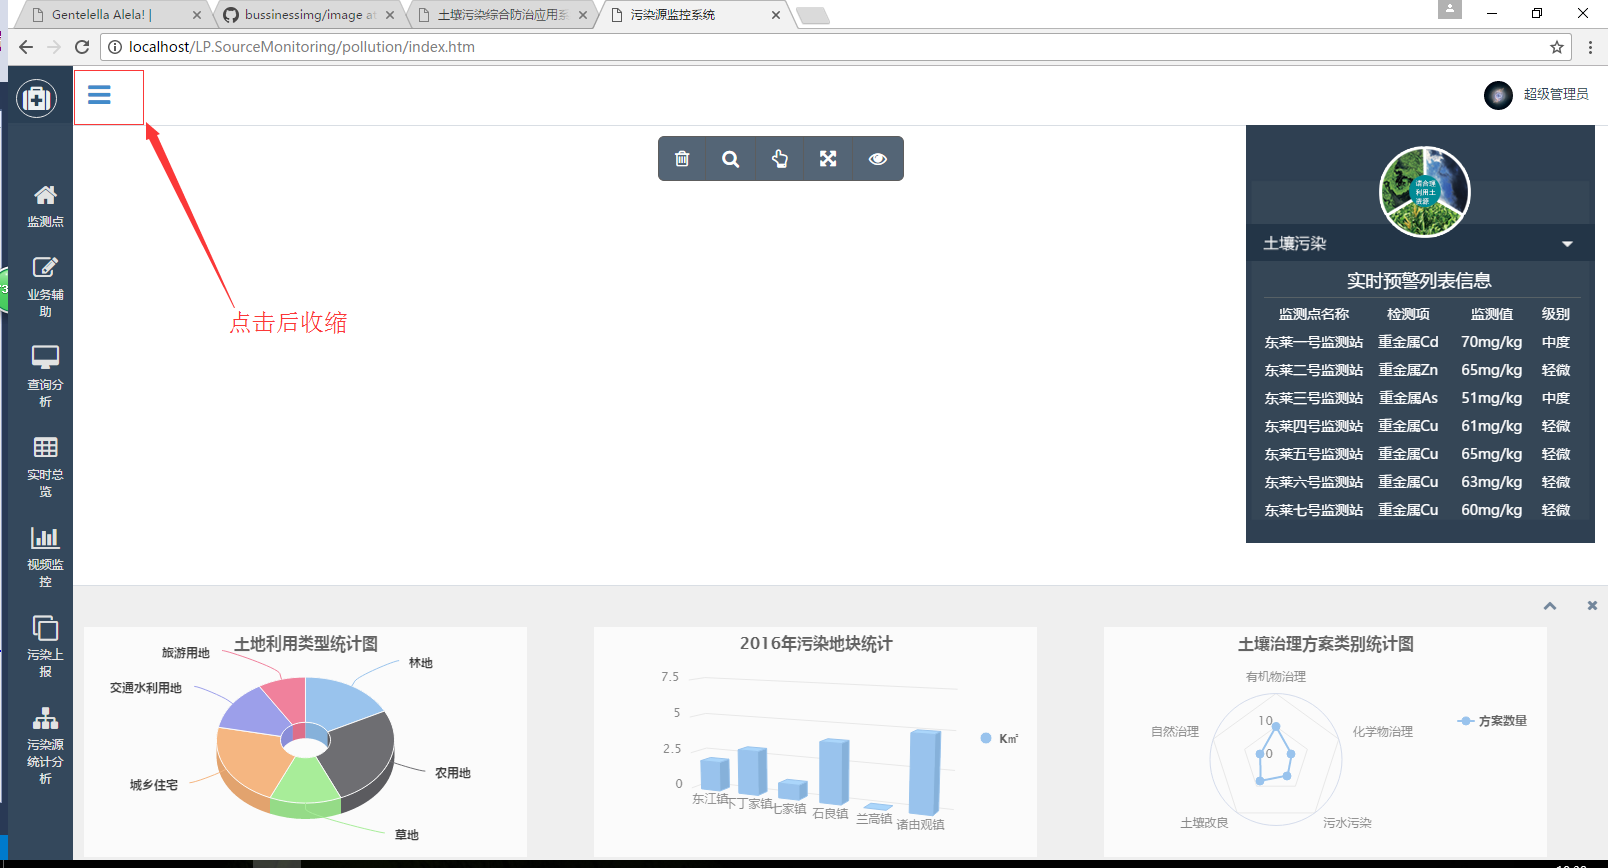 Gentelella Alela! |
bussinessimg/image at
土壤污染综合防治应用系
污染源监控系统
localhost/LP.SourceMonitoring/pollution/index.htm
超级管理员
监测点
业务辅
助
查询分
析
实时总
览
视频监
控
污染上
报
污染源
统计分
析
点击后收缩
请合理
利用土
资源
土壤污染
实时预警列表信息
监测点名称 检测项 监测值 级别
东莱一号监测站 重金属Cd 70mg/kg 中度
东莱二号监测站 重金属Zn 65mg/kg 轻微
东莱三号监测站 重金属As 51mg/kg 中度
东莱四号监测站 重金属Cu 61mg/kg 轻微
东莱五号监测站 重金属Cu 65mg/kg 轻微
东莱六号监测站 重金属Cu 63mg/kg 轻微
东莱七号监测站 重金属Cu 60mg/kg 轻微
土地利用类型统计图
旅游用地
林地
交通水利用地
农用地
城乡住宅
草地
2016年污染地块统计
7.5
5
2.5
0
东江镇
下丁家镇
七家镇
石良镇
兰高镇
诸由观镇
K㎡
土壤治理方案类别统计图
有机物治理
自然治理
化学物治理
10
0
土壤改良
污水污染
方案数量